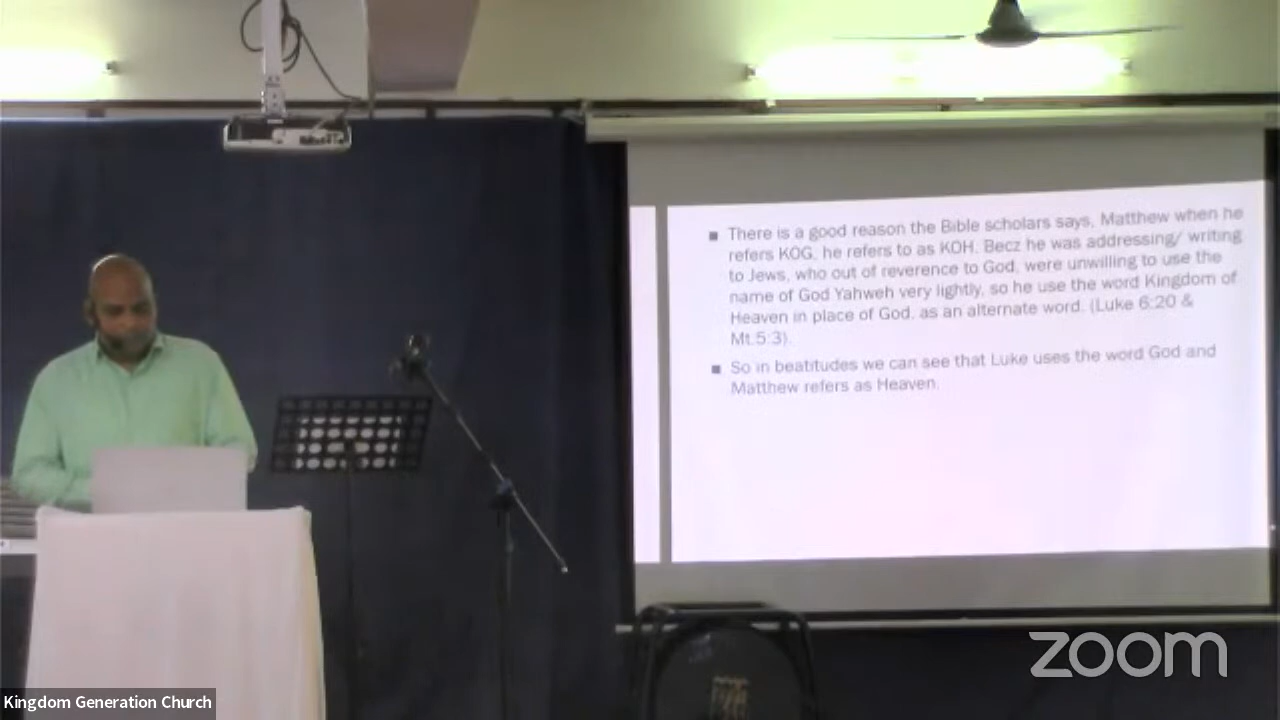 There is a good reason the Bible scholars says, Matthew when he
refers KOG, he refers to as KOH. Becz he was addressing/ writing
to Jews, who out of reverence to God, were unwilling to use the
name of God Yahweh very lightly, so he use the word Kingdom of
Heaven in place of God, as an alternate word. (Luke 6:20 &
Mt.5:3).
So in beatitudes we can see that Luke uses the word God and
Matthew refers as Heaven.
zoom
Kingdom Generation Church